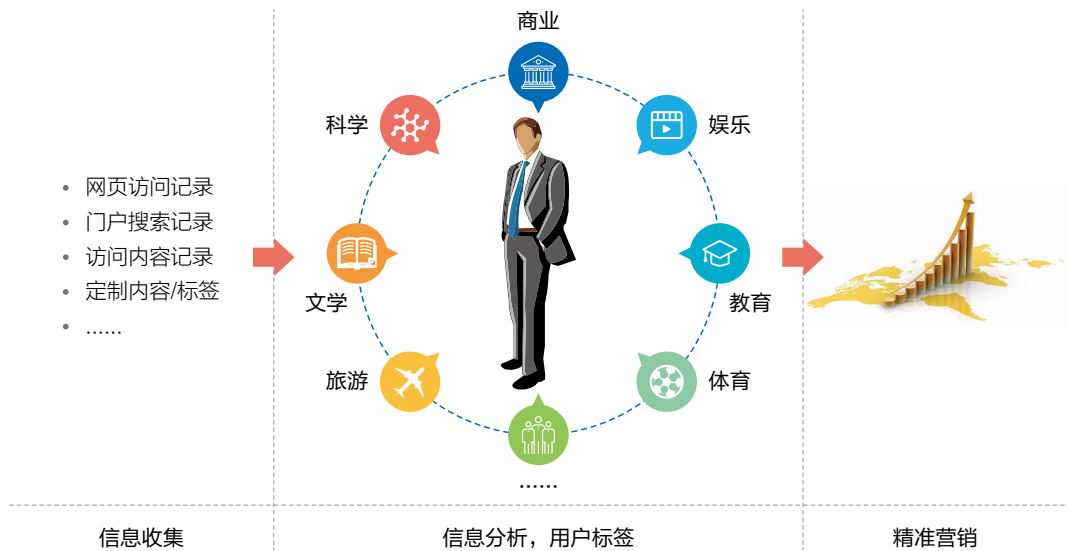 商业
科学
娱乐
• 网页访问记录
• 门户搜索记录
• 访问内容记录
• 定制内容/标签
• ......
文学
教育
旅游
体育
......
信息收集
信息分析，用户标签
精准营销